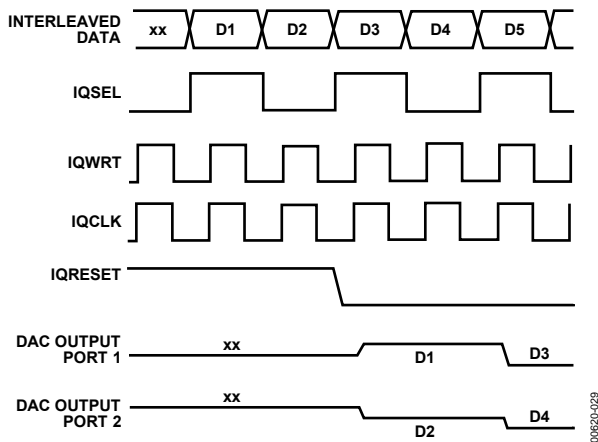 INTERLEAVED
DATA
xx D1 D2 D3 D4 D5
IQSEL
IQWRT
IQCLK
IQRESET
DAC OUTPUT
PORT 1
xx
D1
D3
DAC OUTPUT
PORT 2
xx
D2
D4
00620-029